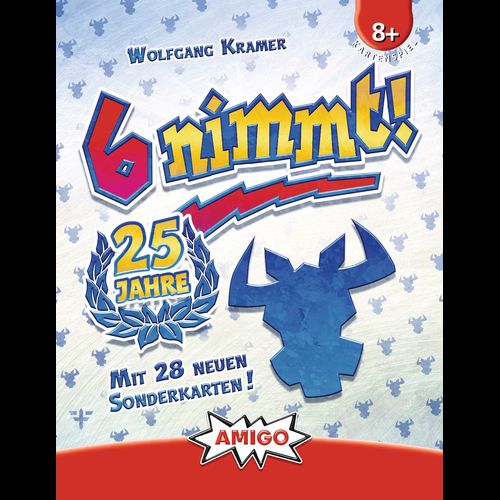 8+
KARTENSPIEL
WOLFGANG KRAMER
6 nimmt!
25
JAHRE
MIT 28 NEUEN
SONDERKARTEN!
AMIGO